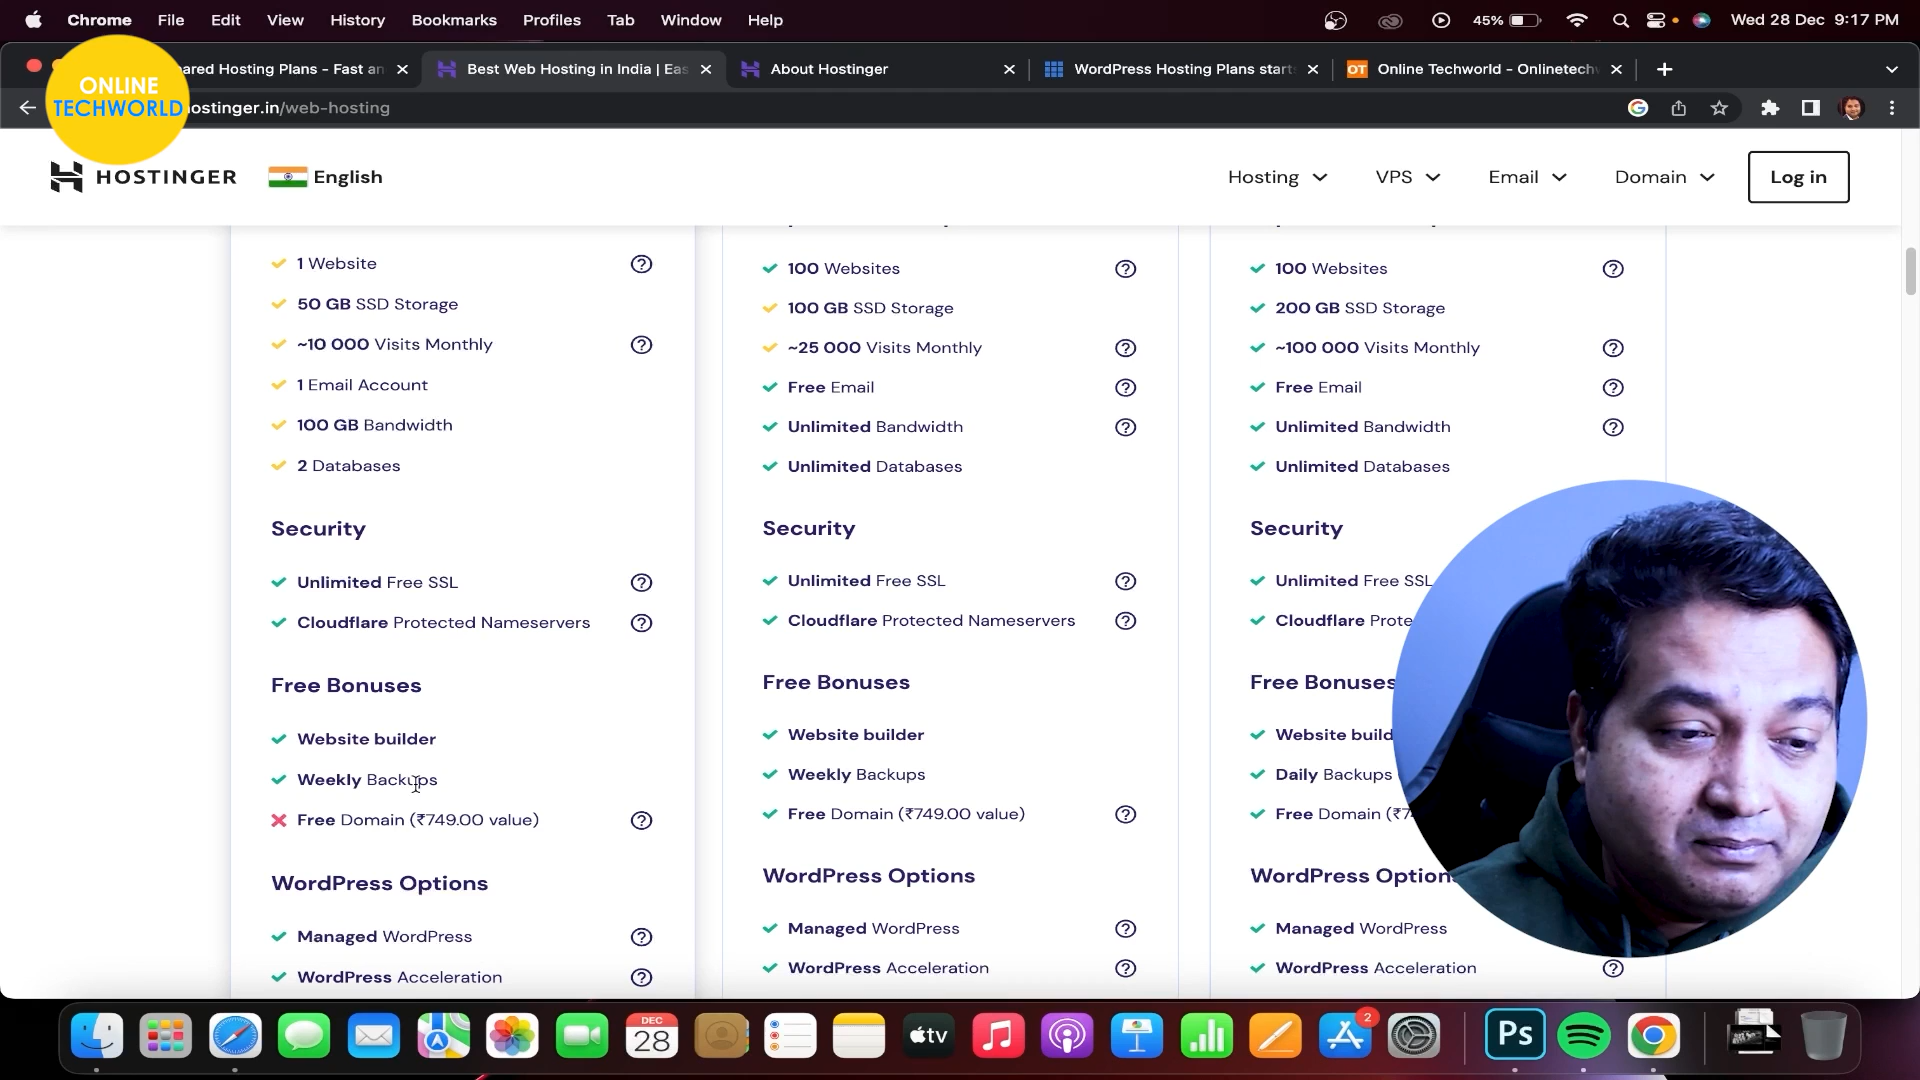 Chrome File Edit View History Bookmarks Profiles Tab Window Help 45% Wed 28 Dec 9:17 PM
ONLINE
TECHWORLD
ared Hosting Plans - Fast an
Best Web Hosting in India | Eas
About Hostinger
WordPress Hosting Plans start
OT Online Techworld - Onlinetech
ostinger.in/web-hosting
HOSTINGER English Hosting VPS Email Domain Log in
1 Website
50 GB SSD Storage
~10 000 Visits Monthly
1 Email Account
100 GB Bandwidth
2 Databases
Security
Unlimited Free SSL
Cloudflare Protected Nameservers
Free Bonuses
Website builder
Weekly Backups
Free Domain (₹749.00 value)
WordPress Options
Managed WordPress
WordPress Acceleration
100 Websites
100 GB SSD Storage
~25 000 Visits Monthly
Free Email
Unlimited Bandwidth
Unlimited Databases
Security
Unlimited Free SSL
Cloudflare Protected Nameservers
Free Bonuses
Website builder
Weekly Backups
Free Domain (₹749.00 value)
WordPress Options
Managed WordPress
WordPress Acceleration
100 Websites
200 GB SSD Storage
~100 000 Visits Monthly
Free Email
Unlimited Bandwidth
Unlimited Databases
Security
Unlimited Free SSL
Cloudflare Prote
Free Bonuses
Website build
Daily Backups
Free Domain (₹7
WordPress Option
Managed WordPress
WordPress Acceleration
DEC
28
tv
2
Ps